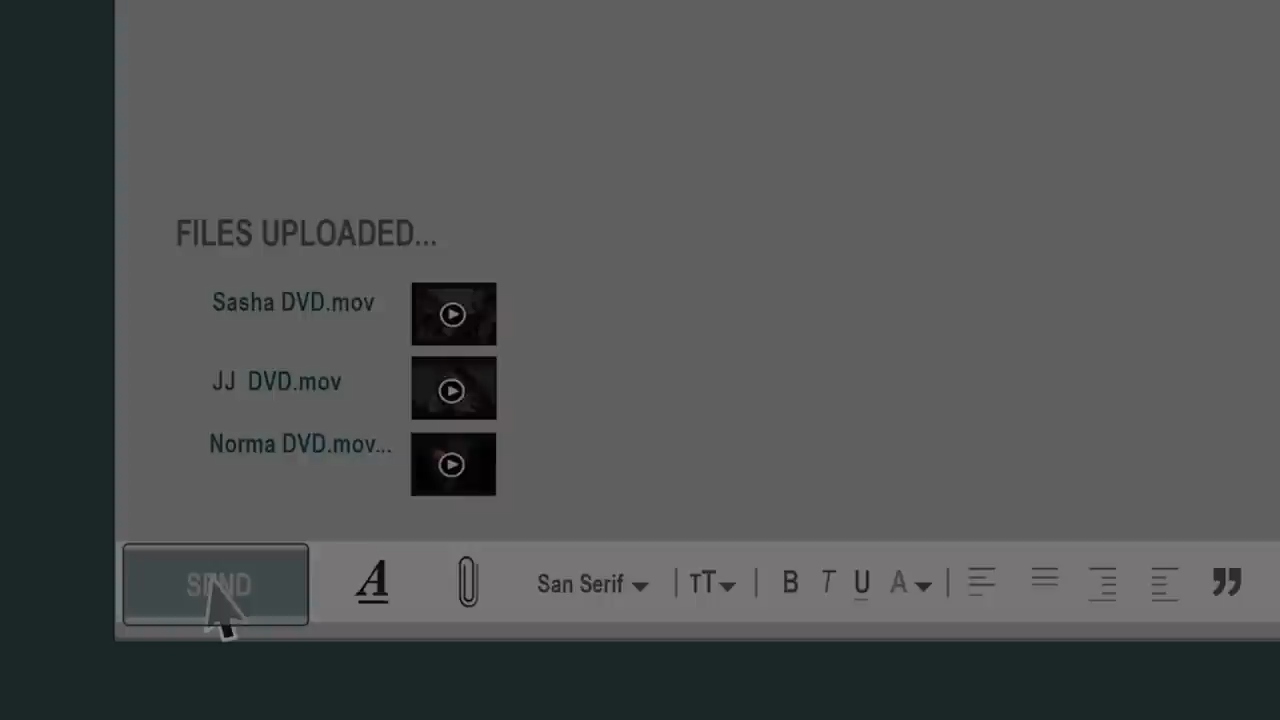 FILES UPLOADED...
Sasha DVD.mov
JJ DVD.mov
Norma DVD.mov...
SEND A San Serif TT B T U A